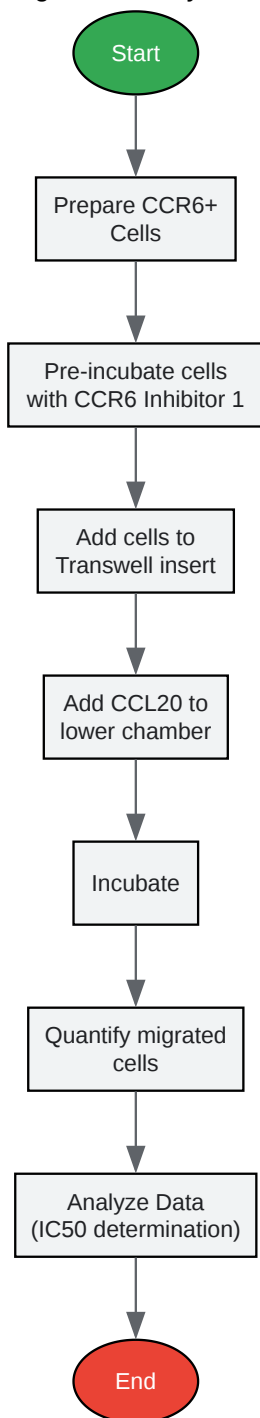 Start
Prepare CCR6+
Cells
Pre-incubate cells
with CCR6 Inhibitor 1
Add cells to
Transwell insert
Add CCL20 to
lower chamber
Incubate
Quantify migrated
cells
Analyze Data
(IC50 determination)
End